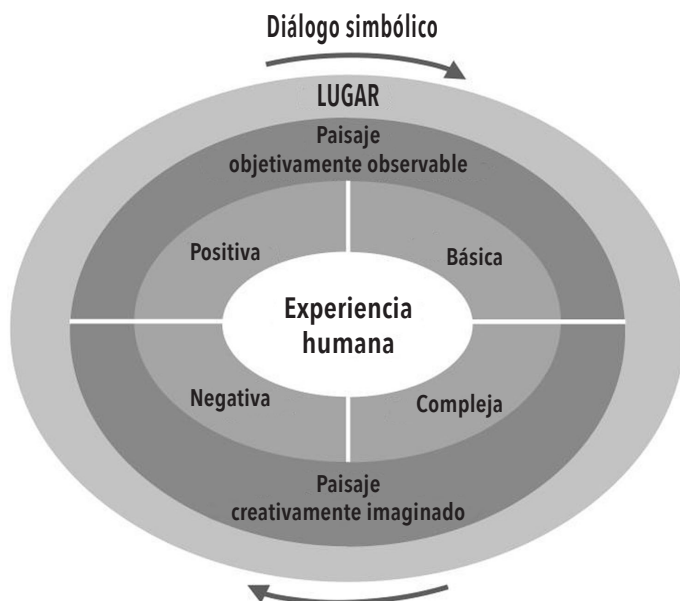 Diálogo simbólico
LUGAR
Paisaje
objetivamente observable
Positiva
Básica
Experiencia
humana
Negativa
Compleja
Paisaje
creativamente imaginado